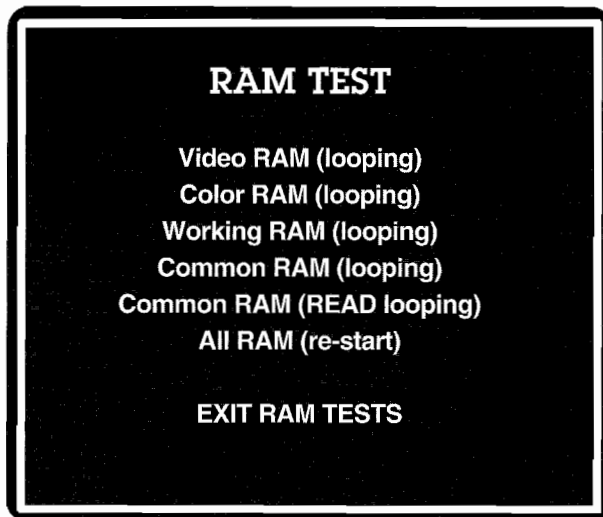 RAM TEST
Video RAM (looping)
Color RAM (looping)
Working RAM (looping)
Common RAM (looping)
Common RAM (READ looping)
All RAM (re-start)
EXIT RAM TESTS